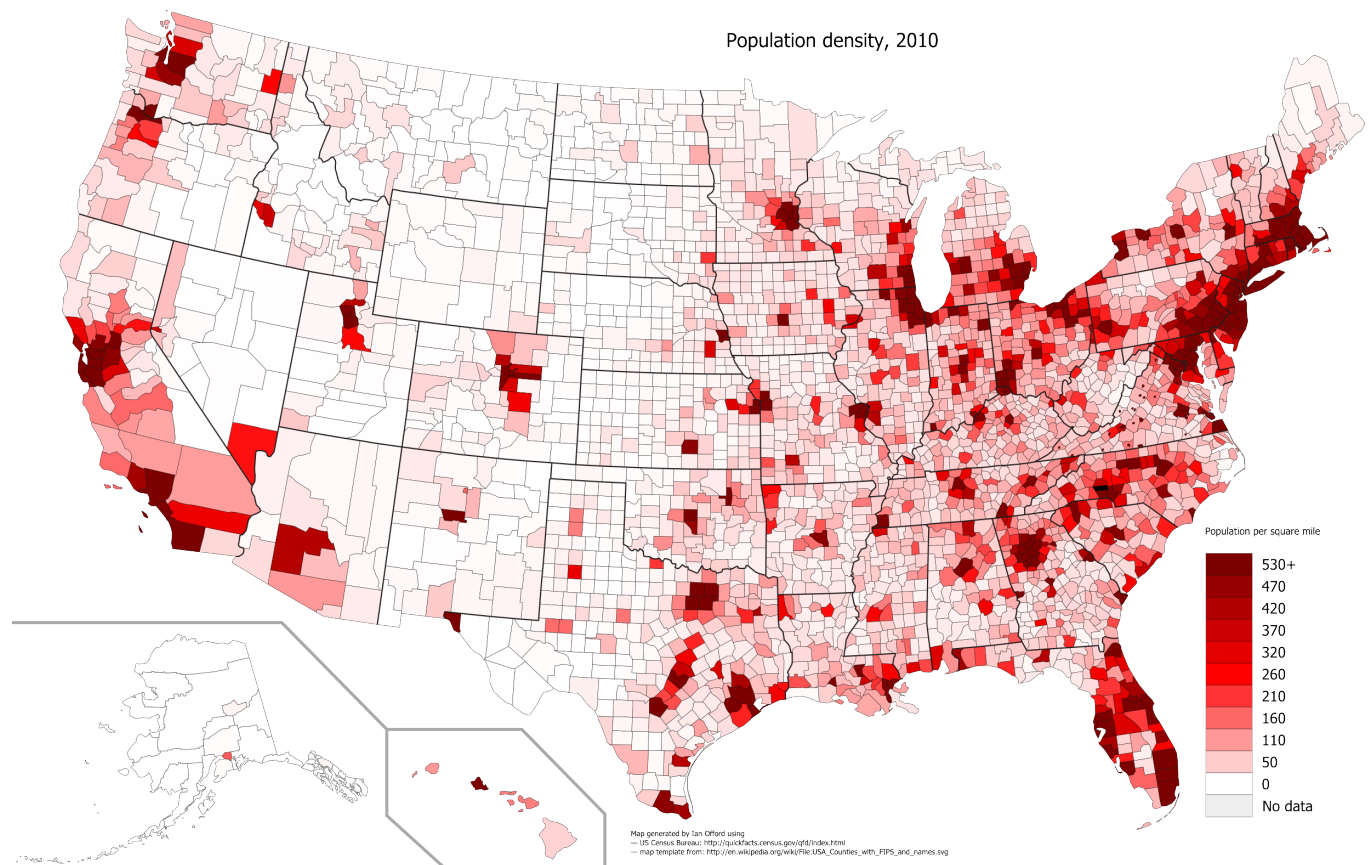 Population density, 2010
Population per square mile
530+
470
420
370
320
260
210
160
110
50
0
No data
Map generated by Ian Offord using
— US Census Bureau: http://quickfacts.census.gov/qfd/index.html
— map template from: http://en.wikipedia.org/wiki/File:USA_Counties_with_FIPS_and_names.svg